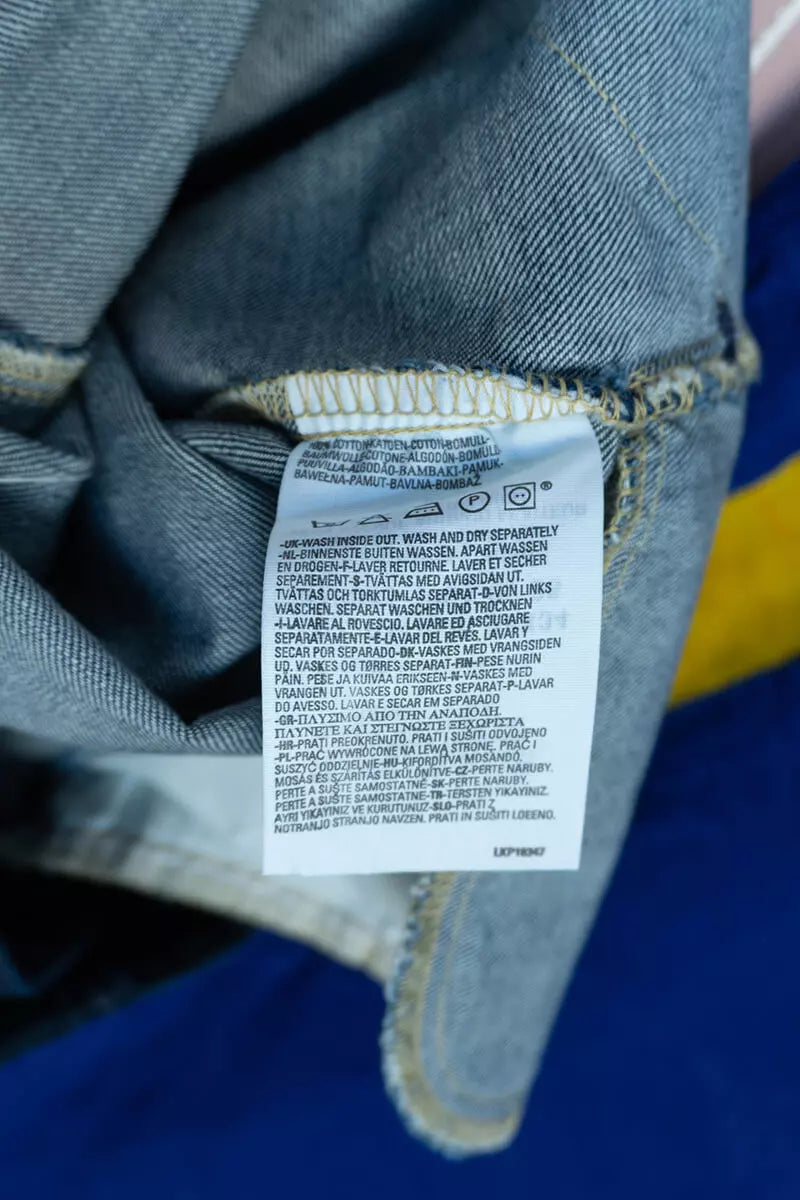 100% COTTON-KATOEN-COTON-BOMULL-
BAUMWOLLE-COTONE-ALGODÓN-BOMULD
PUUVILLA-ALGODÃO-BAMBAKI-PAMUK-
BAWEŁNA-PAMUT-BAVLNA-BOMBAŽ
P ®
-UK-WASH INSIDE OUT. WASH AND DRY SEPARATELY
-NL-BINNENSTE BUITEN WASSEN. APART WASSEN
EN DROGEN-F-LAVER RETOURNE. LAVER ET SECHER
SEPAREMENT-S-TVÄTTAS MED AVIGSIDAN UT.
TVÄTTAS OCH TORKTUMLAS SEPARAT-D-VON LINKS
WASCHEN. SEPARAT WASCHEN UND TROCKNEN
-I-LAVARE AL ROVESCIO. LAVARE ED ASCIUGARE
SEPARATAMENTE-E-LAVAR DEL REVÉS. LAVAR Y
SECAR POR SEPARADO-DK-VASKES MED VRANGSIDEN
UD. VASKES OG TØRRES SEPARAT-FIN-PESE NURIN
PÄIN. PESE JA KUIVAA ERIKSEEN-N-VASKES MED
VRANGEN UT. VASKES OG TØRKES SEPARAT-P-LAVAR
DO AVESSO. LAVAR E SECAR EM SEPARADO
-GR-ΠΛΥΣΙΜΟ ΑΠΟ ΤΗΝ ΑΝΑΠΟΔΗ.
ΠΛΥΝΕΤΕ ΚΑΙ ΣΤΕΓΝΩΣΤΕ ΞΕΧΩΡΙΣΤΑ
-HR-PRATI PREOKRENUTO. PRATI I SUŠITI ODVOJENO
-PL-PRAĆ WYWRÓCONE NA LEWĄ STRONĘ. PRAĆ I
SUSZYĆ ODDZIELNIE-HU-KIFORDÍTVA MOSANDÓ.
MOSÁS ÉS SZÁRÍTÁS ELKÜLÖNÍTVE-CZ-PERTE NARUBY.
PERTE A SUŠTE SAMOSTATNĚ-SK-PERTE NARUBY.
PERTE A SUŠTE SAMOSTATNE-TR-TERSTEN YIKAYINIZ.
AYRI YIKAYINIZ VE KURUTUNUZ-SLO-PRATI Z
NOTRANJO STRANJO NAVZEN. PRATI IN SUŠITI LOEENO.
LKP18347